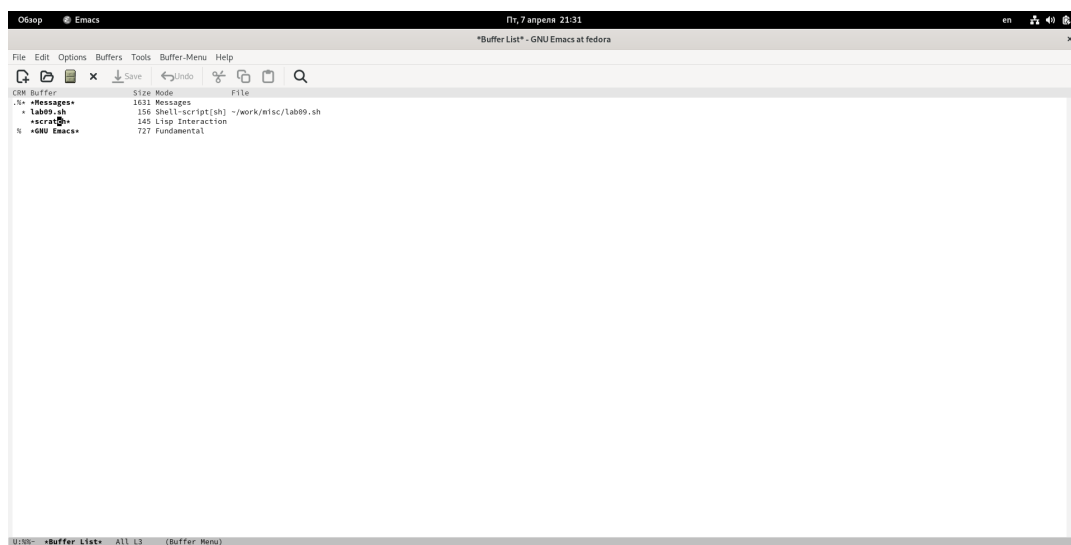 Обзор Emacs Пт, 7 апреля 21:31 en
*Buffer List* - GNU Emacs at fedora
File Edit Options Buffers Tools Buffer-Menu Help
Save Undo
CRM Buffer Size Mode File
.%* *Messages* 1631 Messages
* lab09.sh 156 Shell-script[sh] ~/work/misc/lab09.sh
*scratch* 145 Lisp Interaction
% *GNU Emacs* 727 Fundamental
U:%%- *Buffer List* All L3 (Buffer Menu)